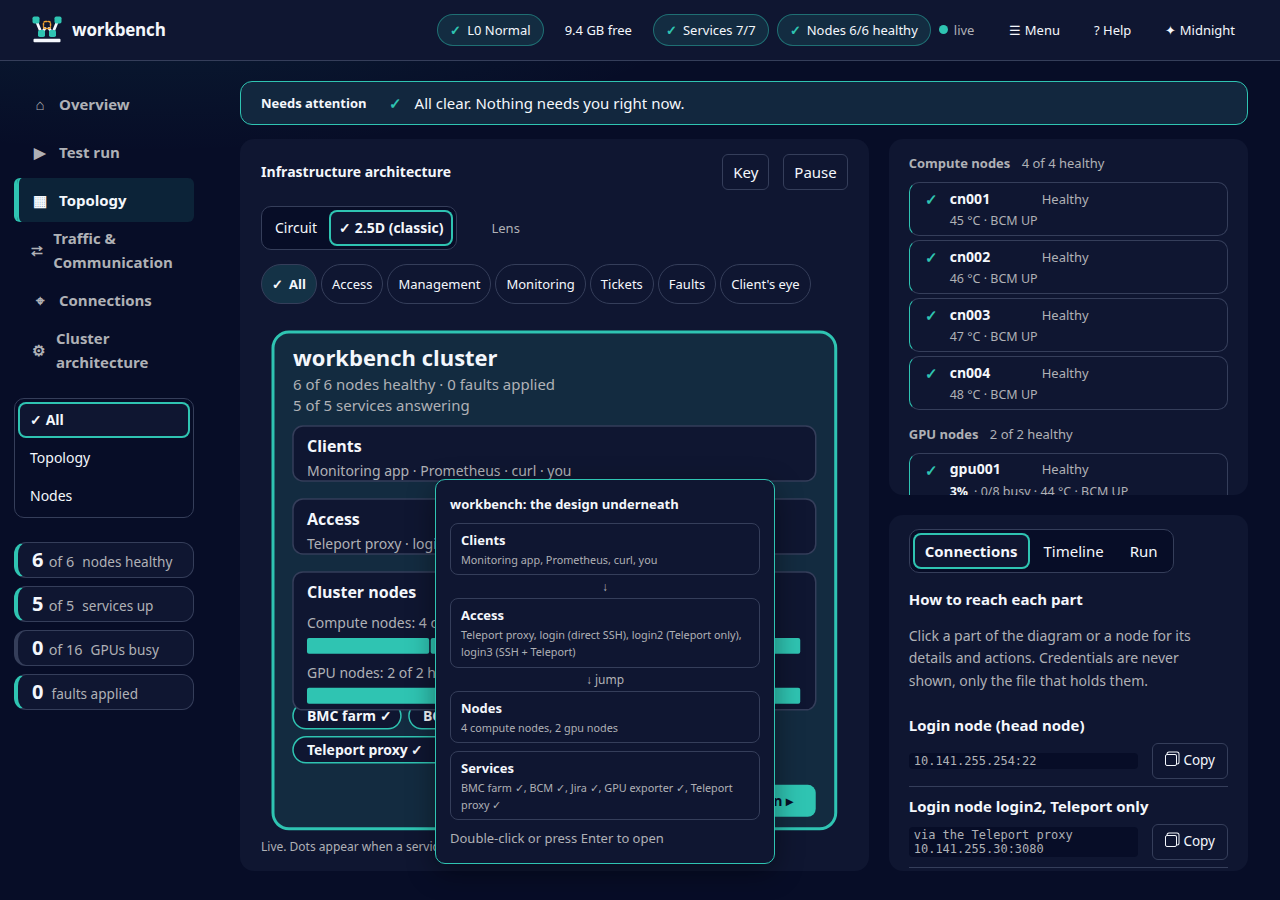 workbench
✓ L0 Normal
9.4 GB free
✓ Services 7/7
✓ Nodes 6/6 healthy
live
☰ Menu
? Help
✦ Midnight
Overview
Test run
Topology
Traffic &
Communication
Connections
Cluster
architecture
✓ All
Topology
Nodes
6 of 6 nodes healthy
5 of 5 services up
0 of 16 GPUs busy
0 faults applied
Needs attention ✓ All clear. Nothing needs you right now.
Infrastructure architecture
Key
Pause
Circuit
✓ 2.5D (classic)
Lens
✓ All
Access
Management
Monitoring
Tickets
Faults
Client's eye
workbench cluster
6 of 6 nodes healthy · 0 faults applied
5 of 5 services answering
Clients
Monitoring app · Prometheus · curl · you
Access
Teleport proxy · logi
Cluster nodes
Compute nodes: 4 o
GPU nodes: 2 of 2 h
BMC farm ✓
Teleport proxy ✓
n ▸
Live. Dots appear when a servic
workbench: the design underneath
Clients
Monitoring app, Prometheus, curl, you
↓
Access
Teleport proxy, login (direct SSH), login2 (Teleport only),
login3 (SSH + Teleport)
↓ jump
Nodes
4 compute nodes, 2 gpu nodes
Services
BMC farm ✓, BCM ✓, Jira ✓, GPU exporter ✓, Teleport
proxy ✓
Double-click or press Enter to open
Compute nodes 4 of 4 healthy
✓ cn001 Healthy
45 °C · BCM UP
✓ cn002 Healthy
46 °C · BCM UP
✓ cn003 Healthy
47 °C · BCM UP
✓ cn004 Healthy
48 °C · BCM UP
GPU nodes 2 of 2 healthy
✓ gpu001 Healthy
3% · 0/8 busy · 44 °C · BCM UP
Connections
Timeline
Run
How to reach each part
Click a part of the diagram or a node for its
details and actions. Credentials are never
shown, only the file that holds them.
Login node (head node)
10.141.255.254:22
Copy
Login node login2, Teleport only
via the Teleport proxy
10.141.255.30:3080
Copy